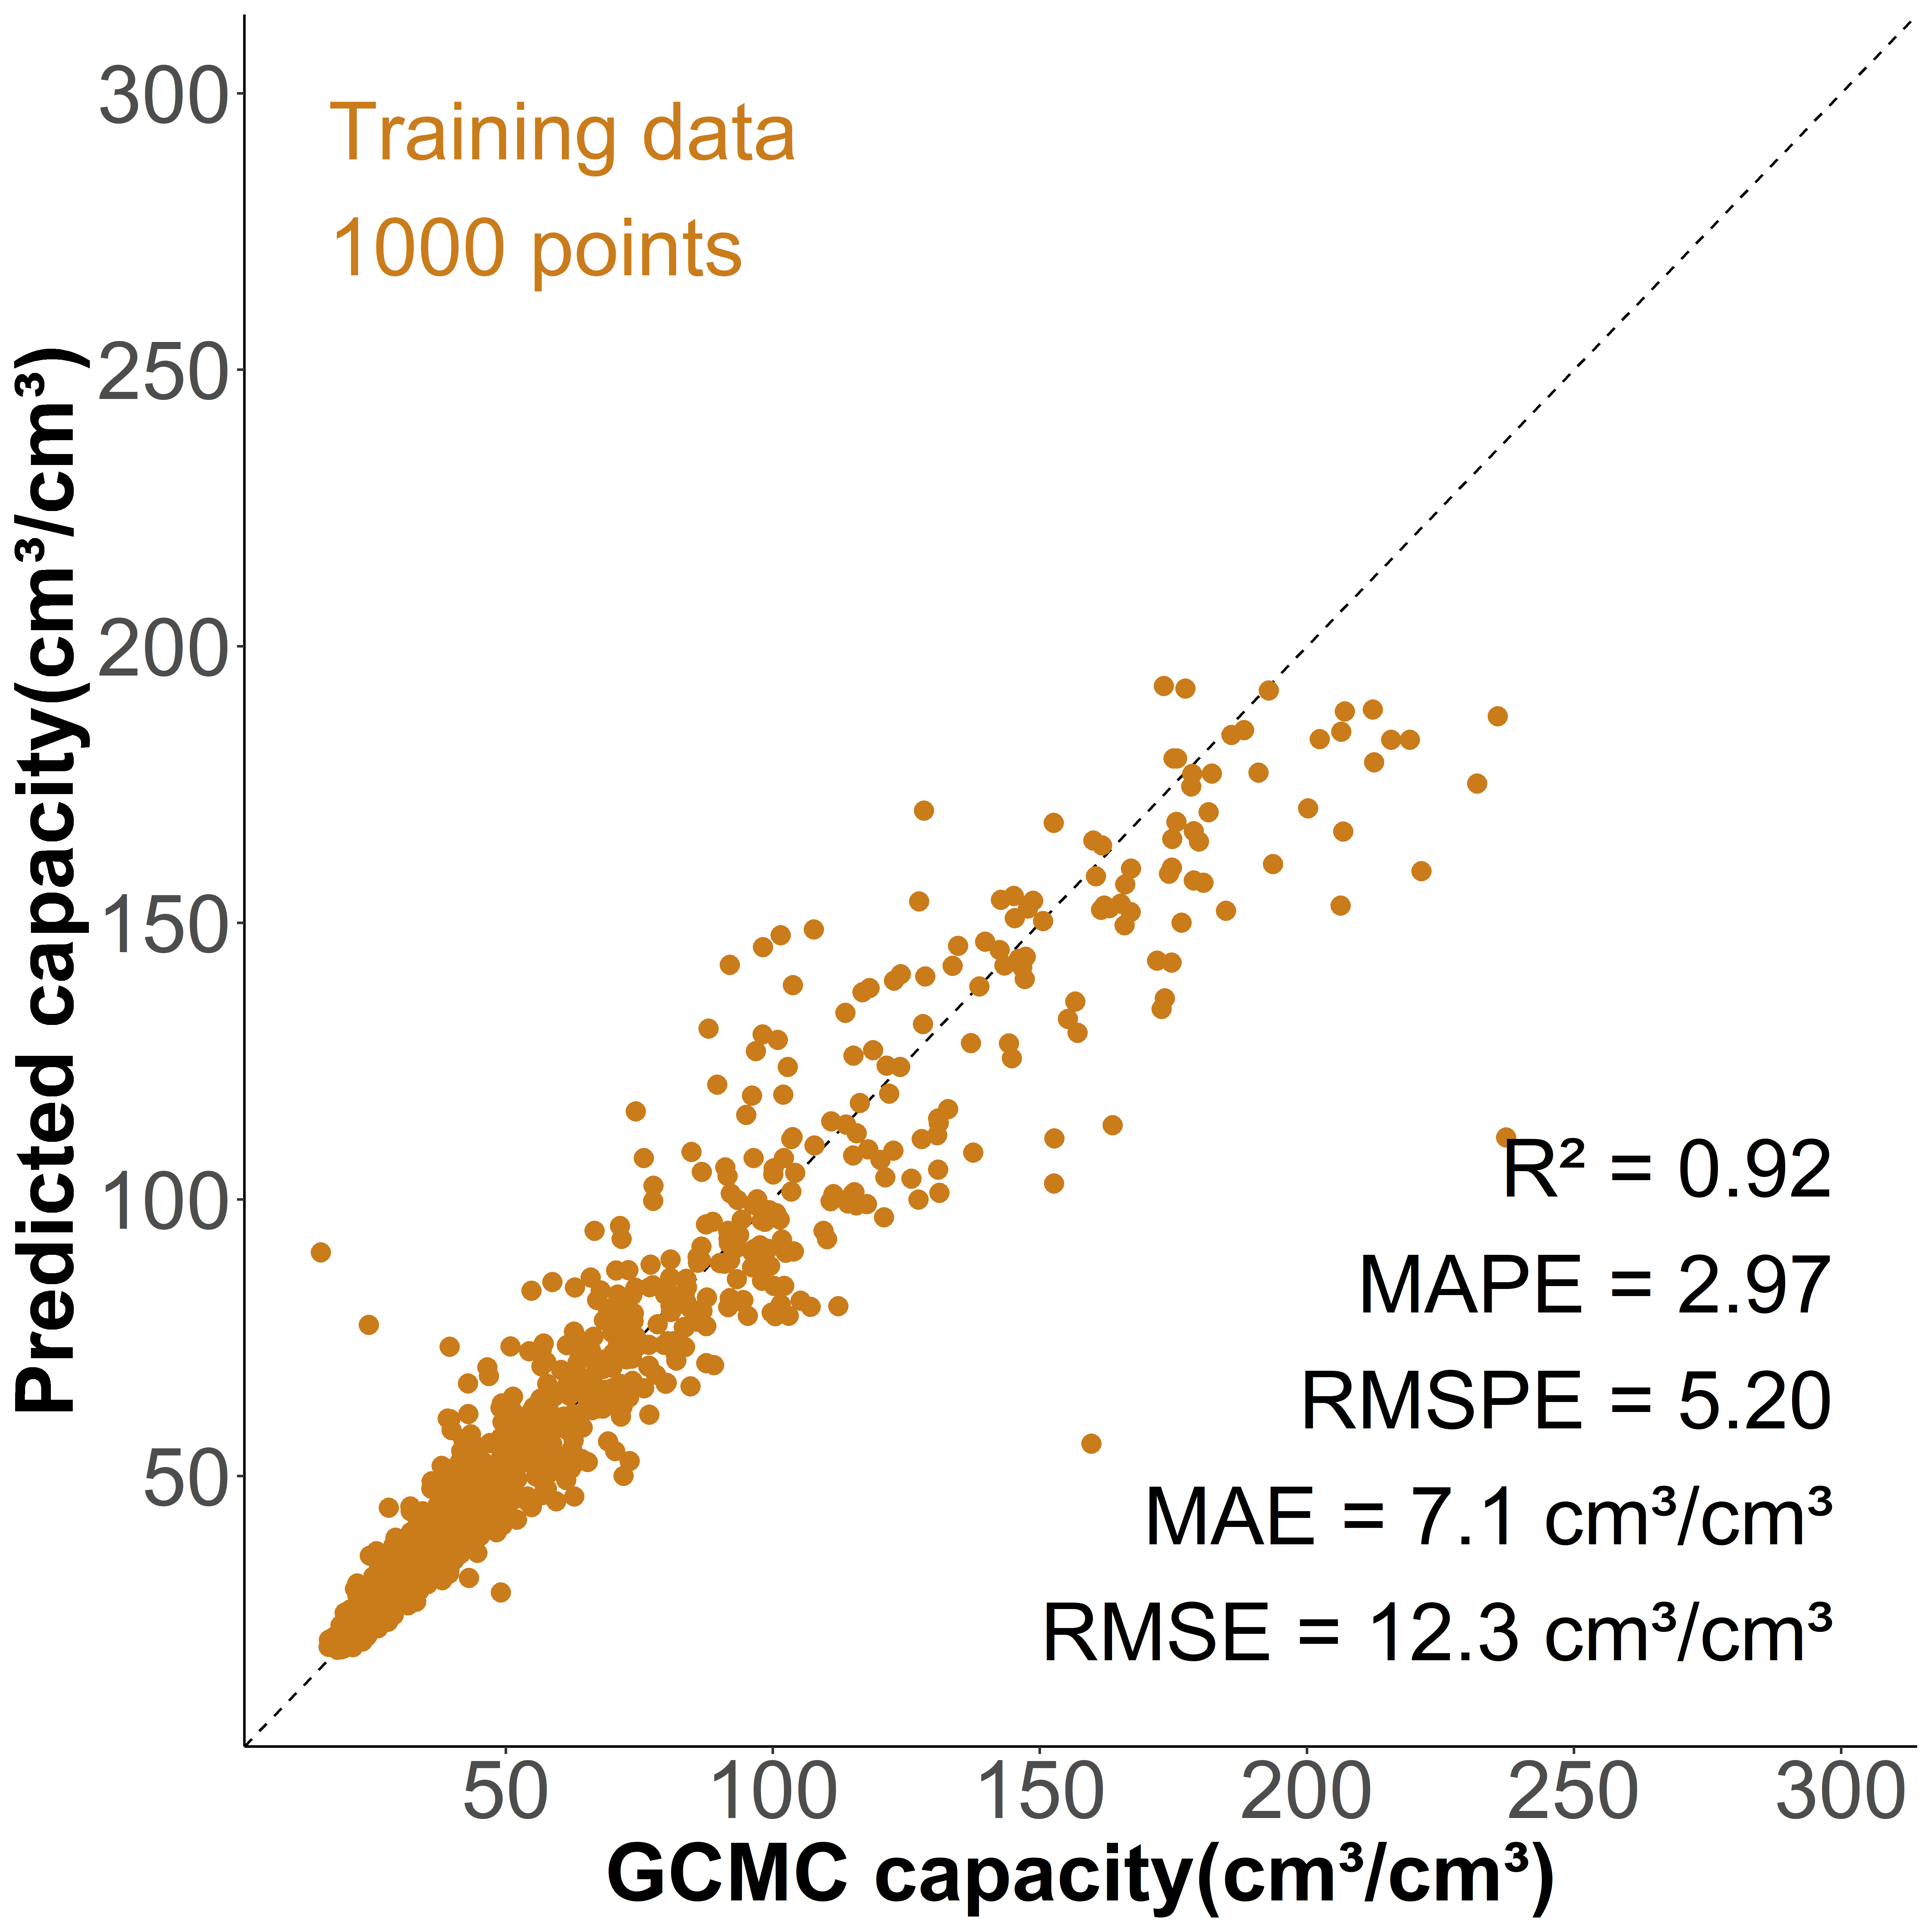 Training data
1000 points
300
250
200
150
100
50
Predicted capacity(cm³/cm³)
R² = 0.92
MAPE = 2.97
RMSPE = 5.20
MAE = 7.1 cm³/cm³
RMSE = 12.3 cm³/cm³
50 100 150 200 250 300
GCMC capacity(cm³/cm³)